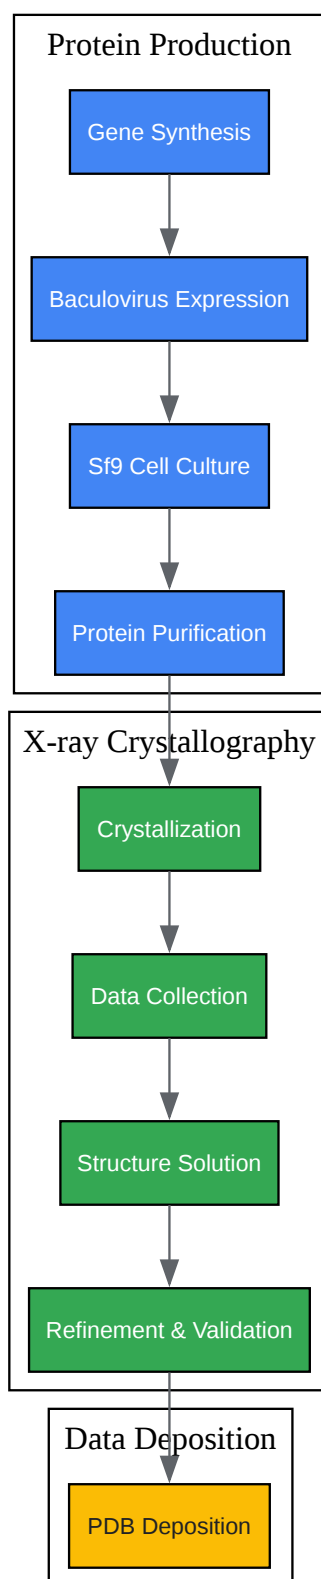 Protein Production
Gene Synthesis
Baculovirus Expression
Sf9 Cell Culture
Protein Purification
X-ray Crystallography
Crystallization
Data Collection
Structure Solution
Refinement & Validation
Data Deposition
PDB Deposition